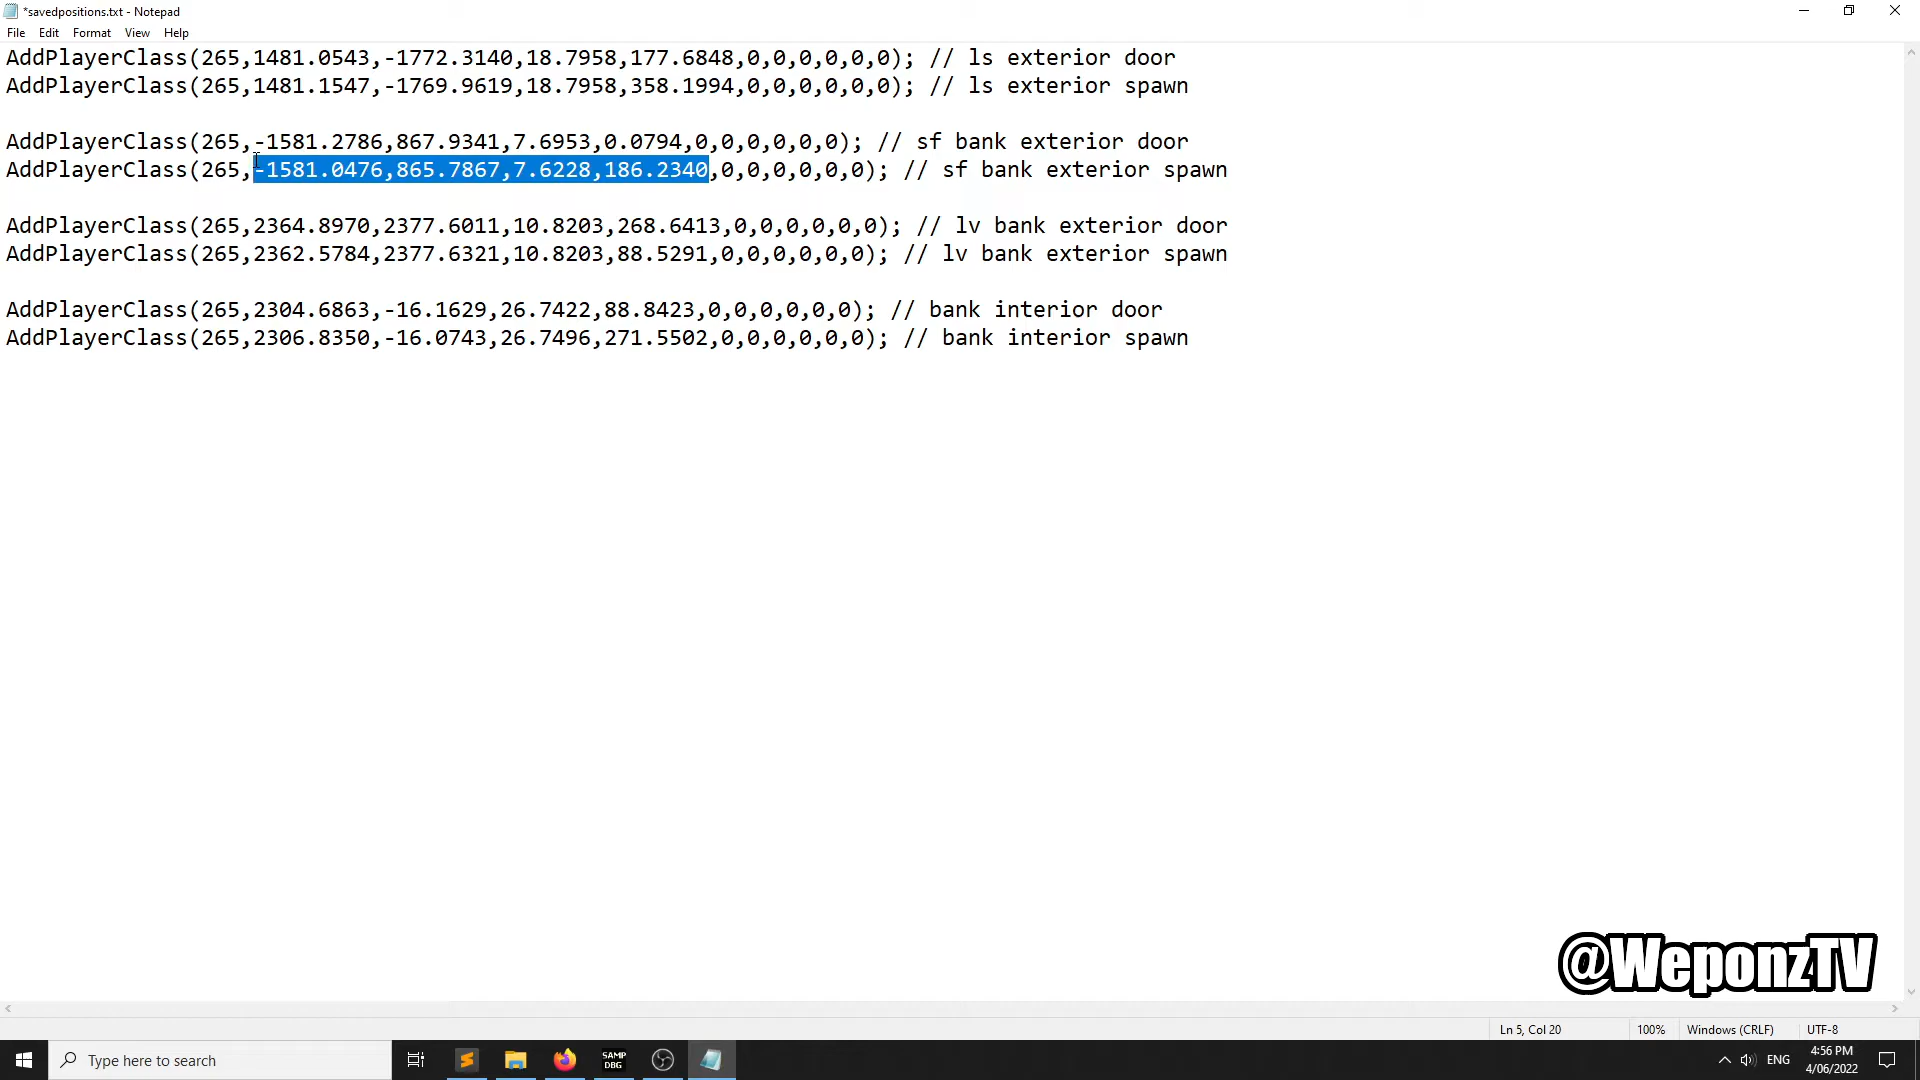 *savedpositions.txt - Notepad
File Edit Format View Help
AddPlayerClass(265,1481.0543,-1772.3140,18.7958,177.6848,0,0,0,0,0,0); // ls exterior door
AddPlayerClass(265,1481.1547,-1769.9619,18.7958,358.1994,0,0,0,0,0,0); // ls exterior spawn
AddPlayerClass(265,-1581.2786,867.9341,7.6953,0.0794,0,0,0,0,0,0); // sf bank exterior door
AddPlayerClass(265,-1581.0476,865.7867,7.6228,186.2340,0,0,0,0,0,0); // sf bank exterior spawn
AddPlayerClass(265,2364.8970,2377.6011,10.8203,268.6413,0,0,0,0,0,0); // lv bank exterior door
AddPlayerClass(265,2362.5784,2377.6321,10.8203,88.5291,0,0,0,0,0,0); // lv bank exterior spawn
AddPlayerClass(265,2304.6863,-16.1629,26.7422,88.8423,0,0,0,0,0,0); // bank interior door
AddPlayerClass(265,2306.8350,-16.0743,26.7496,271.5502,0,0,0,0,0,0); // bank interior spawn
@WeponzTV
Ln 5, Col 20 100% Windows (CRLF) UTF-8
Type here to search
SAMP
DBG
ENG
4:56 PM
4/06/2022